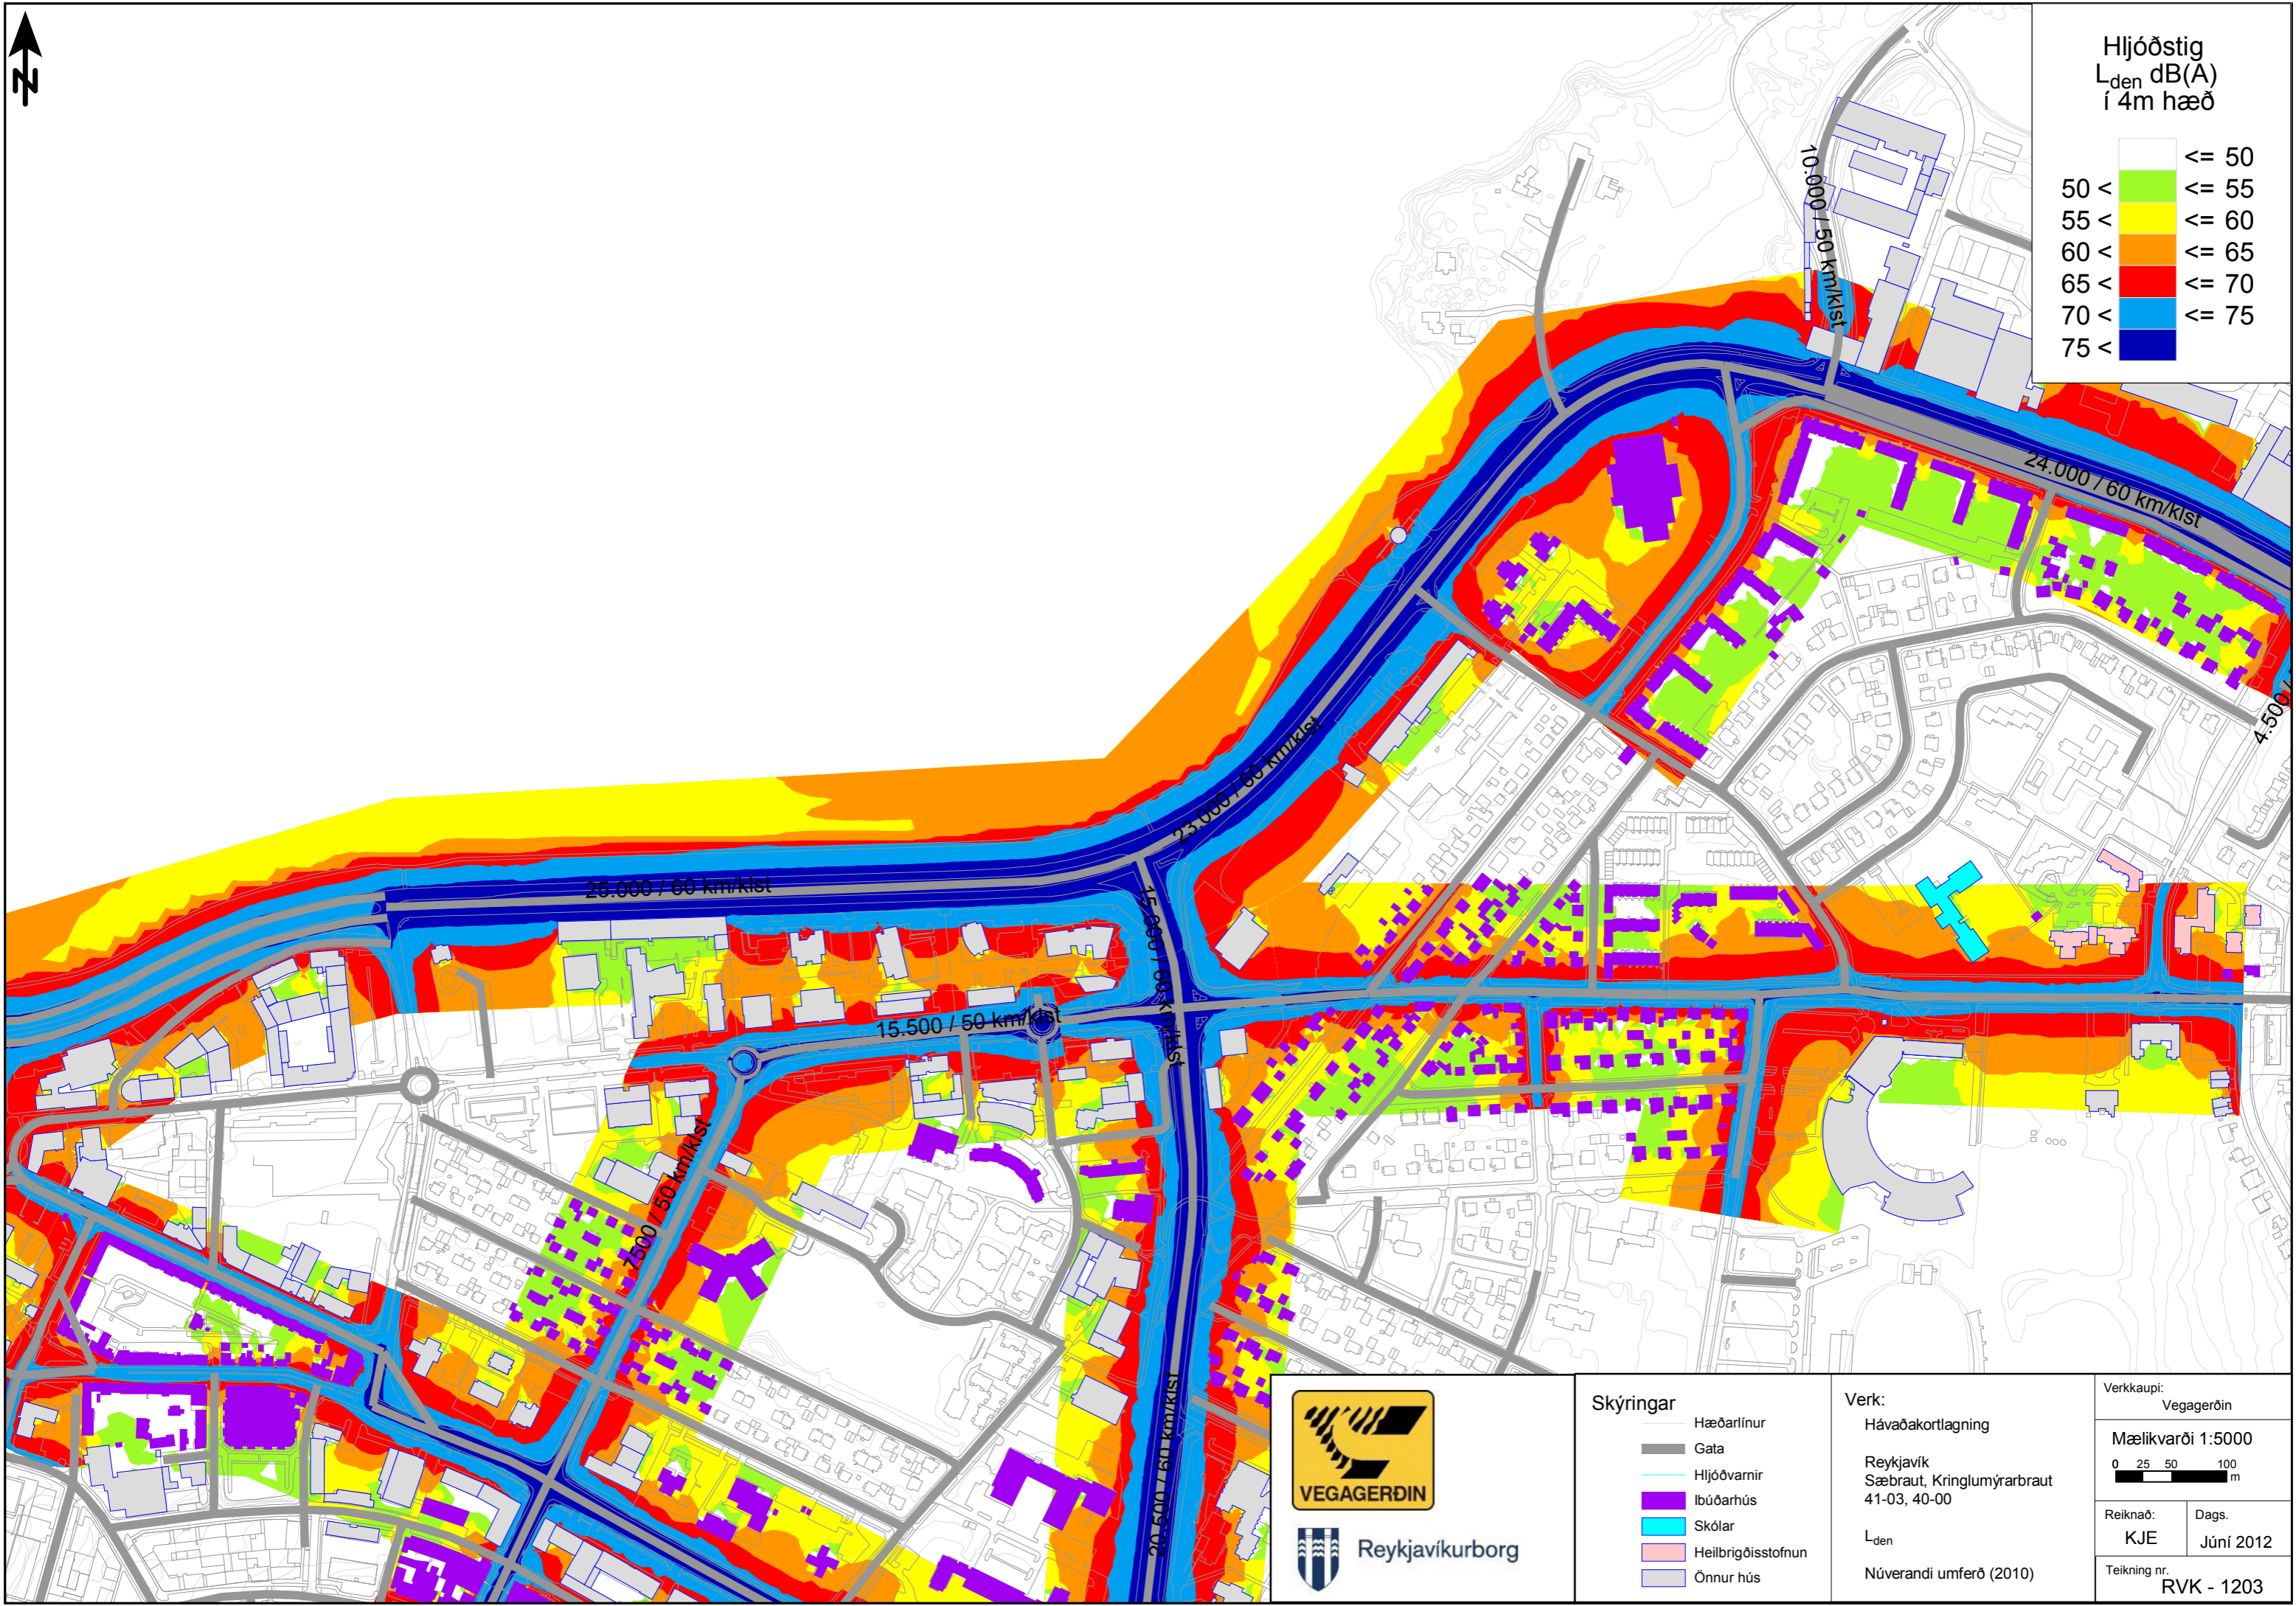 N
Hljóðstig
Lden dB(A)
í 4m hæð
<= 50
50 < <= 55
55 < <= 60
60 < <= 65
65 < <= 70
70 < <= 75
75 <
10.000 / 50 km/klst
24.000 / 60 km/klst
23.000 / 60 km/klst
25.000 / 60 km/klst
15.000 / 60 km/klst
15.500 / 50 km/klst
7500 / 50 km/klst
20.500 / 60 km/klst
4.500 /
VEGAGERÐIN
Reykjavíkurborg
Skýringar
Hæðarlínur
Gata
Hljóðvarnir
Íbúðarhús
Skólar
Heilbrigðisstofnun
Önnur hús
Verk:
Hávaðakortlagning
Reykjavík
Sæbraut, Kringlumýrarbraut
41-03, 40-00
Lden
Núverandi umferð (2010)
Verkkaupi:
Vegagerðin
Mælikvarði 1:5000
0 25 50 100
m
Reiknað:
KJE
Dags.
Júní 2012
Teikning nr.
RVK - 1203